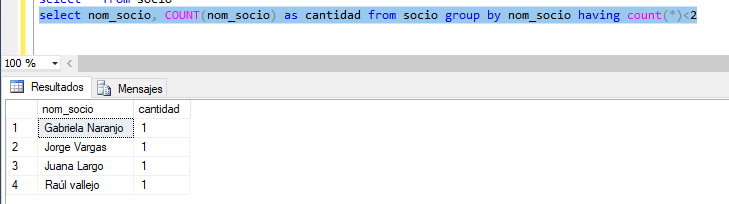 select * from socio
select nom_socio, COUNT(nom_socio) as cantidad from socio group by nom_socio having count(*)<2
100 %
Resultados Mensajes
nom_socio cantidad
1 Gabriela Naranjo 1
2 Jorge Vargas 1
3 Juana Largo 1
4 Raúl vallejo 1